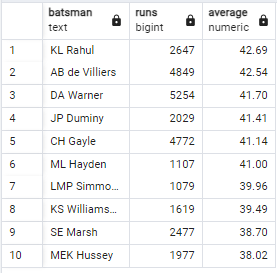 batsman runs average
text bigint numeric
1 KL Rahul 2647 42.69
2 AB de Villiers 4849 42.54
3 DA Warner 5254 41.70
4 JP Duminy 2029 41.41
5 CH Gayle 4772 41.14
6 ML Hayden 1107 41.00
7 LMP Simmo... 1079 39.96
8 KS Williams... 1619 39.49
9 SE Marsh 2477 38.70
10 MEK Hussey 1977 38.02